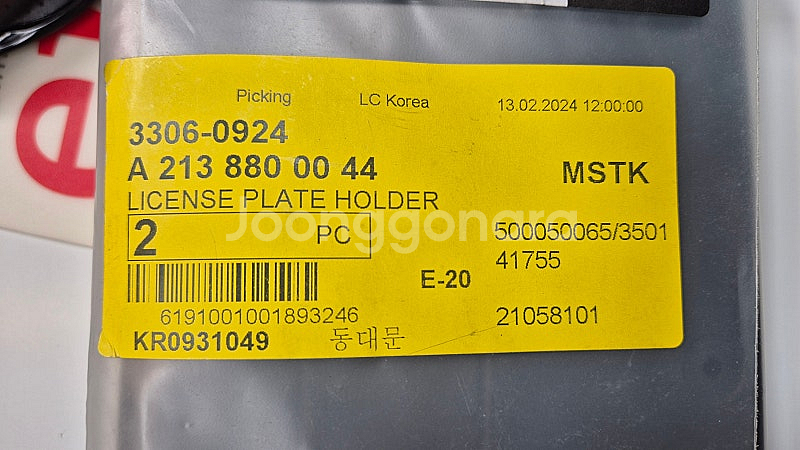 Picking LC Korea 13.02.2024 12:00:00
3306-0924
A 213 880 00 44 MSTK
LICENSE PLATE HOLDER
2 PC 500050065/3501
41755
E-20
6191001001893246 21058101
KR0931049 동대문
Joonggonara